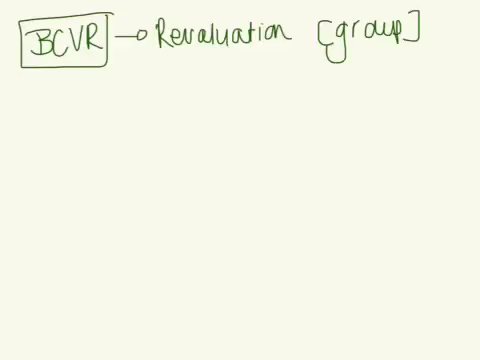 BCVR → Revaluation [group]